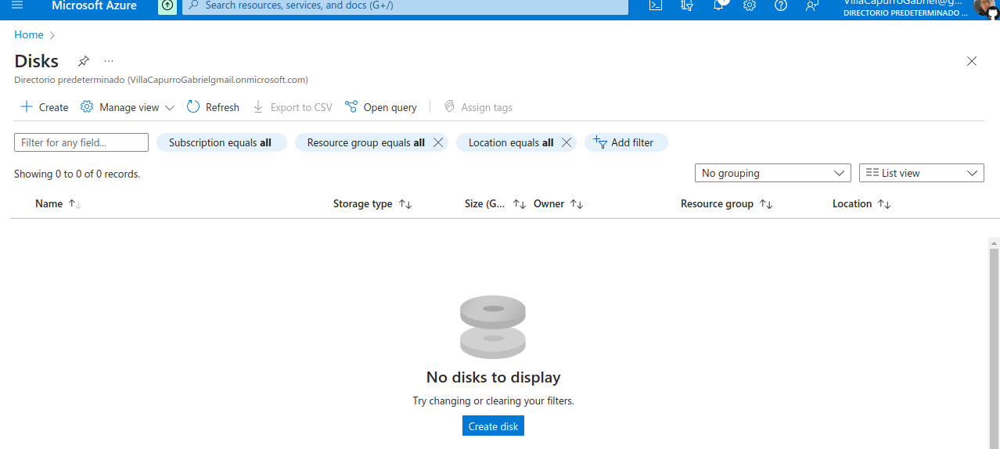 Microsoft Azure
Search resources, services, and docs (G+/)
VillaCapurroGabriel@g...
DIRECTORIO PREDETERMINADO ...
Home
Disks
Directorio predeterminado (VillaCapurroGabrielgmail.onmicrosoft.com)
Create Manage view Refresh Export to CSV Open query Assign tags
Filter for any field... Subscription equals all Resource group equals all Location equals all Add filter
Showing 0 to 0 of 0 records. No grouping List view
Name Storage type Size (G... Owner Resource group Location
No disks to display
Try changing or clearing your filters.
Create disk